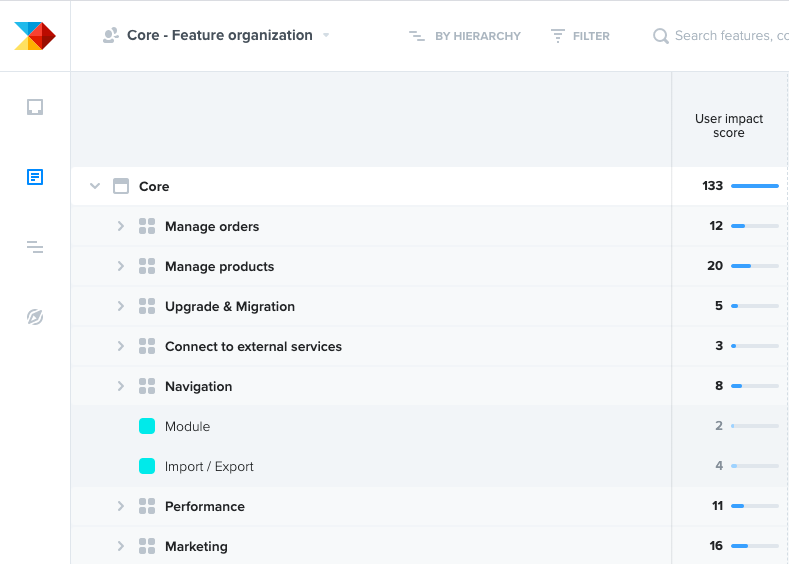 Core - Feature organization
BY HIERARCHY
FILTER
Search features, co
User impact
score
Core 133
Manage orders 12
Manage products 20
Upgrade & Migration 5
Connect to external services 3
Navigation 8
Module 2
Import / Export 4
Performance 11
Marketing 16